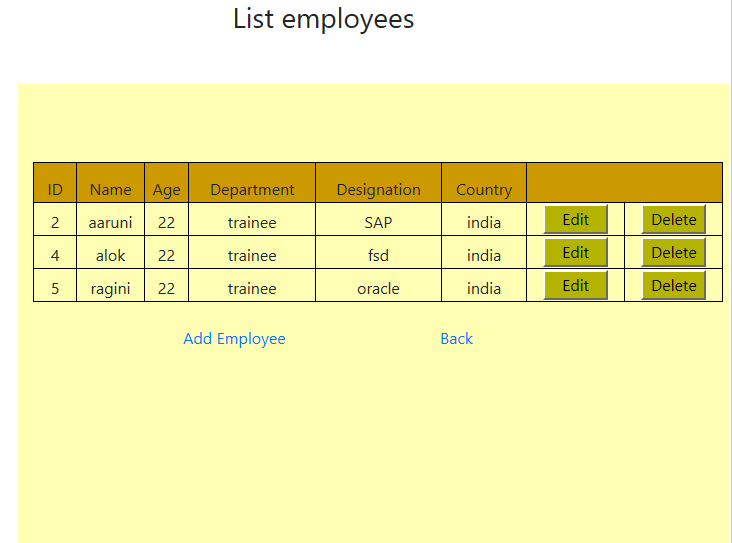 List employees
ID Name Age Department Designation Country
2 aaruni 22 trainee SAP india Edit Delete
4 alok 22 trainee fsd india Edit Delete
5 ragini 22 trainee oracle india Edit Delete
Add Employee Back